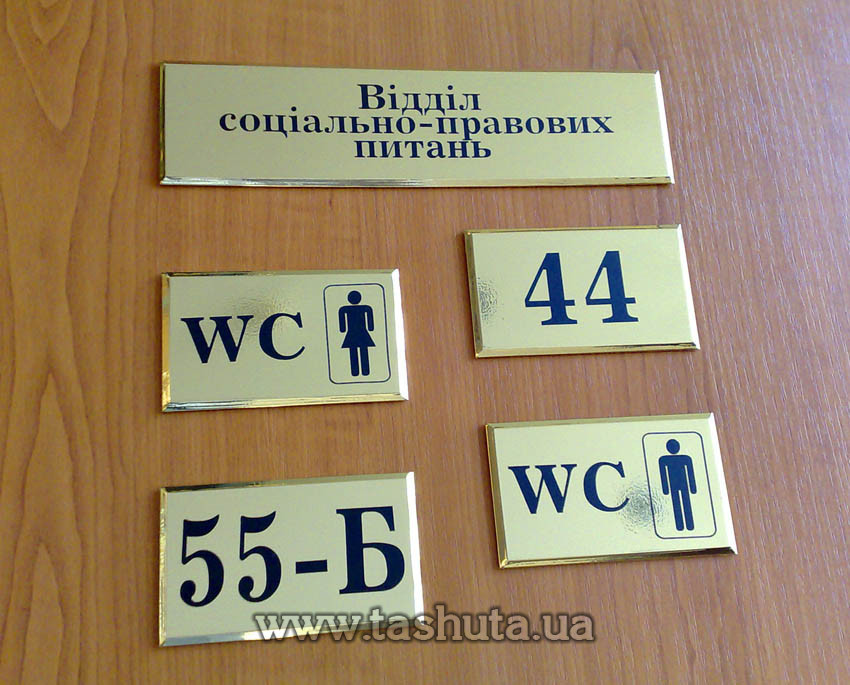 Відділ
соціально-правових
питань
WC
44
55-Б
WC
www.tashuta.ua